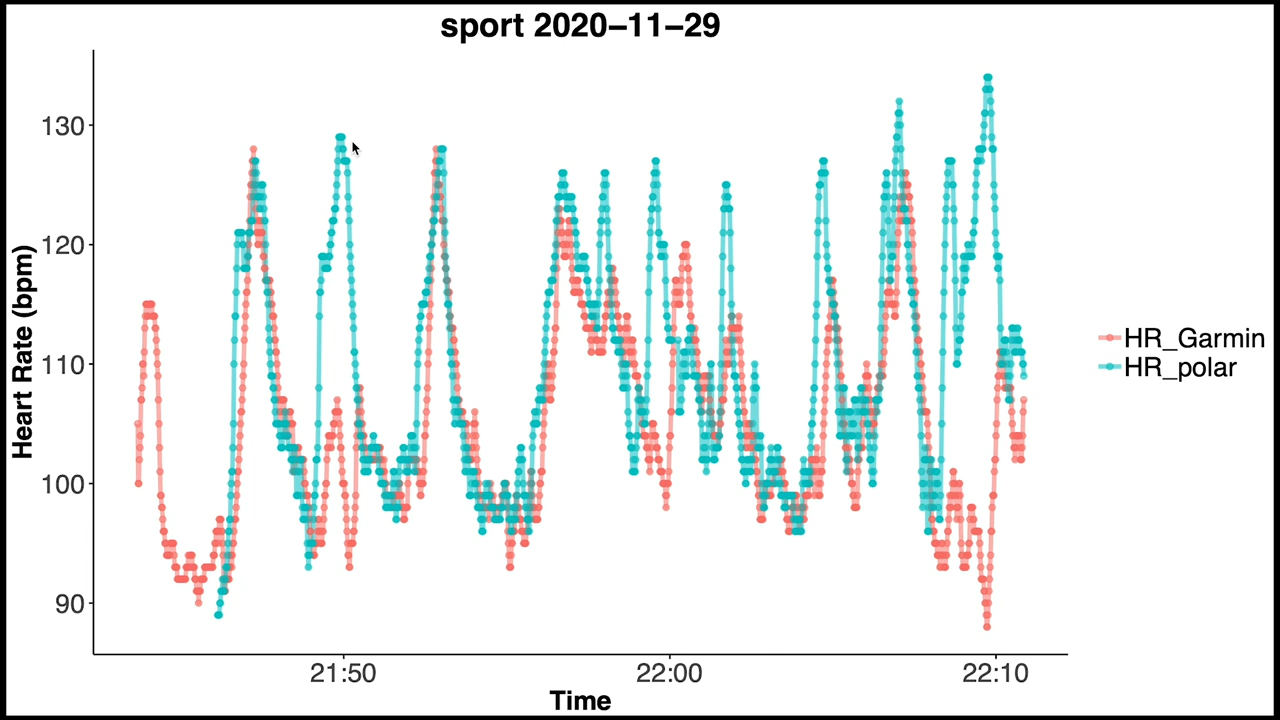 sport 2020–11–29
Heart Rate (bpm)
130
120
110
100
90
21:50
22:00
22:10
Time
HR_Garmin
HR_polar